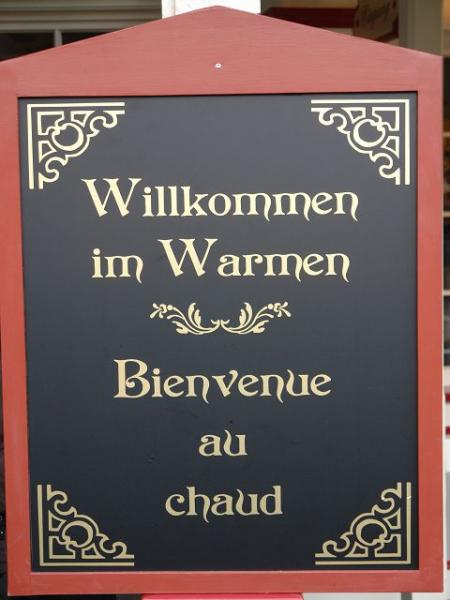 Willkommen
im Warmen
Bienvenue
au
chaud